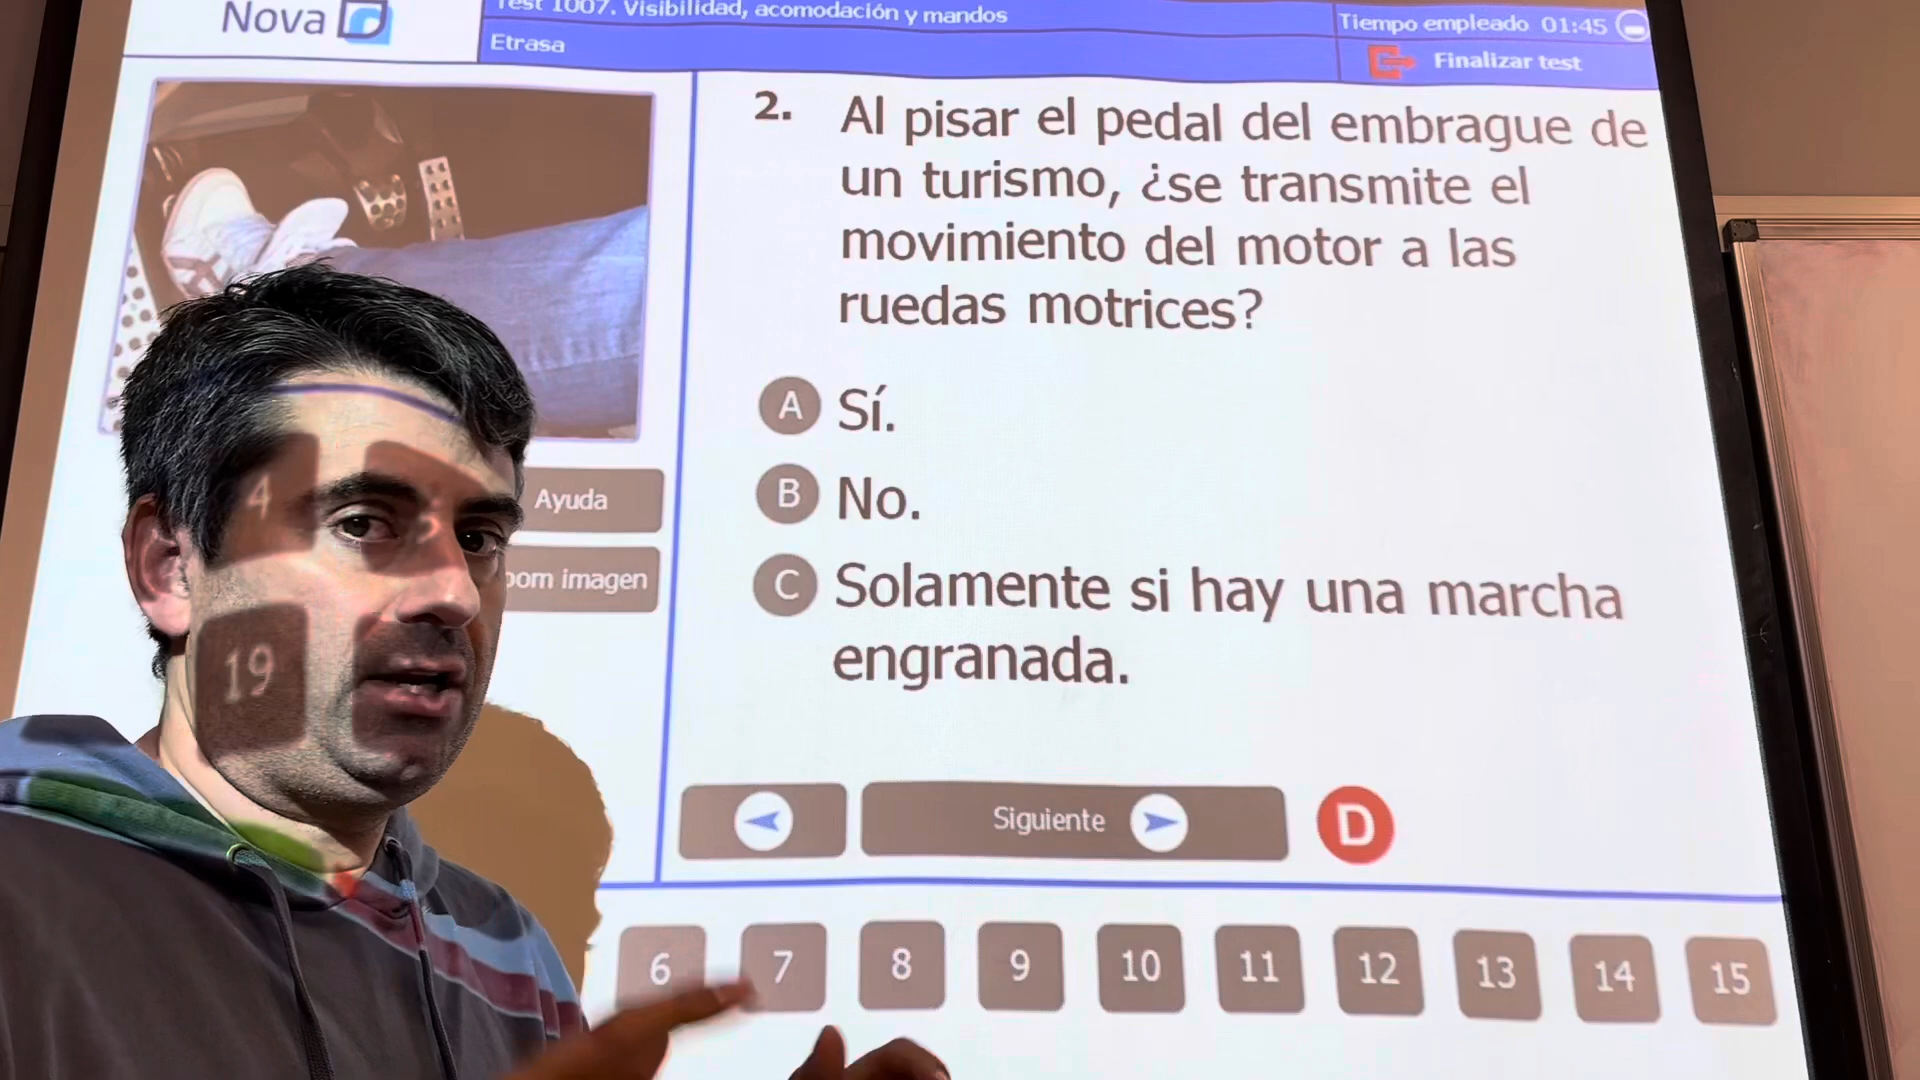 Nova
Test 1007. Visibilidad, acomodación y mandos
Etrasa
Tiempo empleado 01:45
Finalizar test
2. Al pisar el pedal del embrague de
un turismo, ¿se transmite el
movimiento del motor a las
ruedas motrices?
A Sí.
B No.
C Solamente si hay una marcha
engranada.
Ayuda
imagen
Siguiente
D
4
19
6 7 8 9 10 11 12 13 14 15